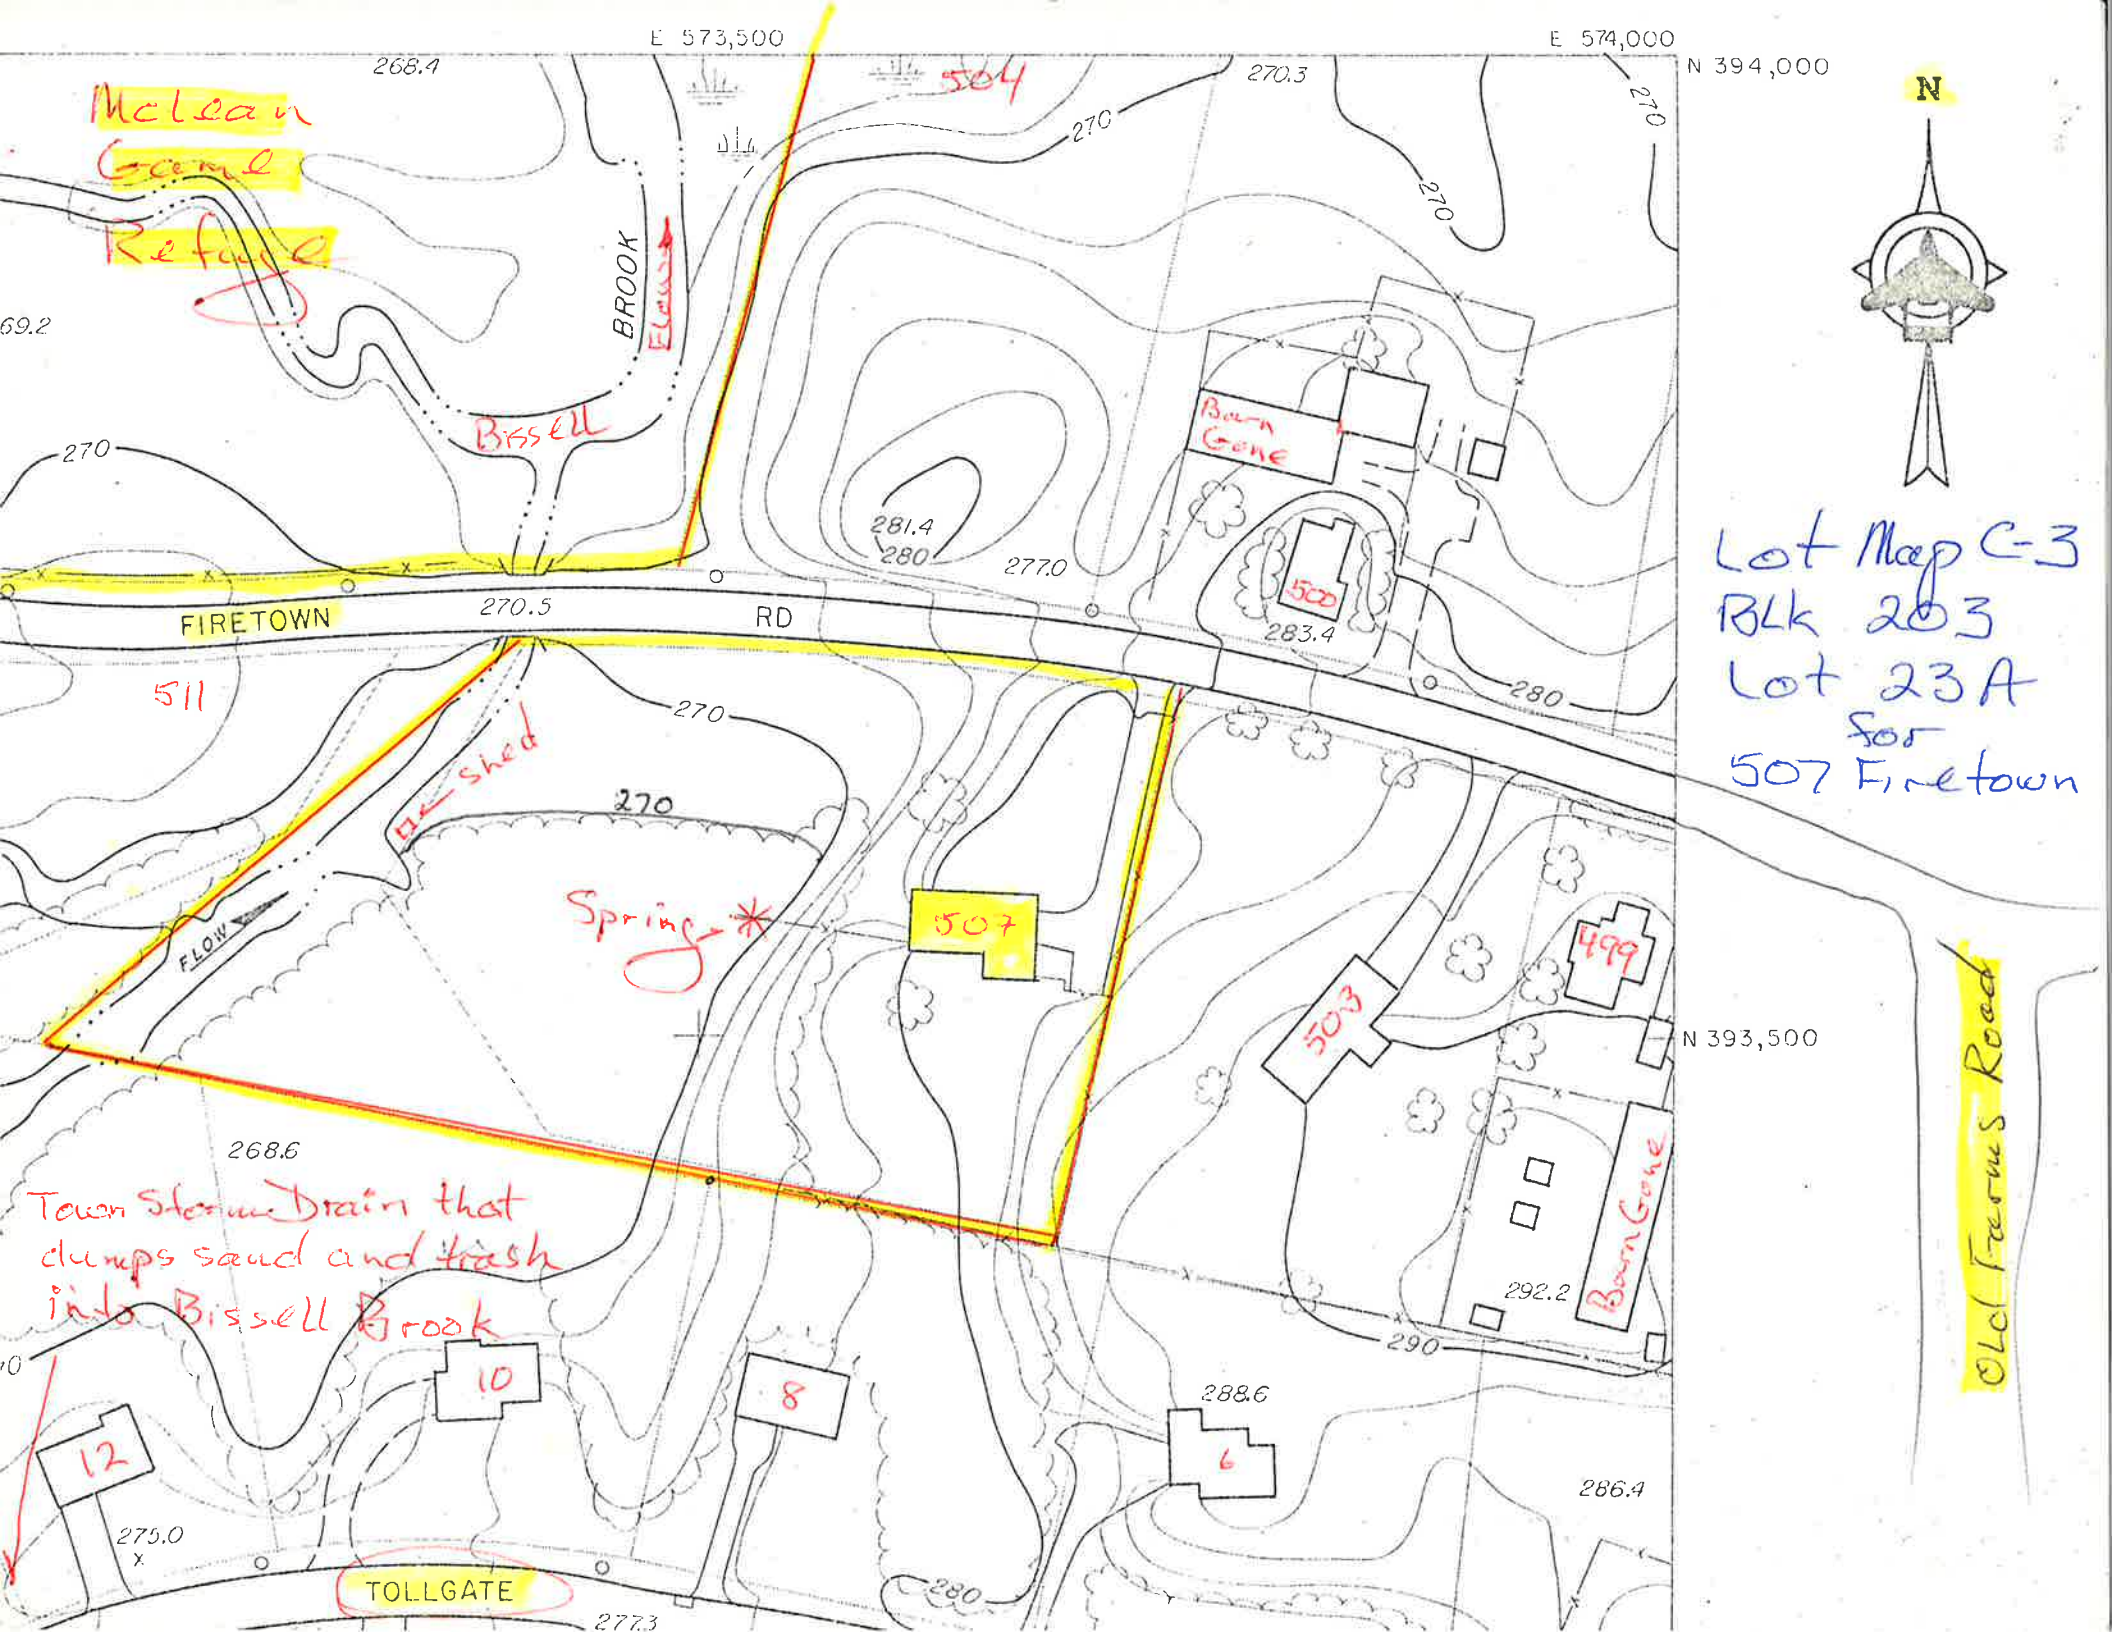 E 573,500
E 574,000
N 394,000
268.4
504
270.3
N
McLean
Game
Refuge
270
270
270
BROOK
Flow
69.2
Bissell
270
Barn
Gone
281.4
280
277.0
500
283.4
Lot Map C-3
BLK 203
Lot 23A
for
507 Firetown
FIRETOWN
270.5
RD
511
270
280
Shed
270
Spring
507
499
FLOW
503
N 393,500
Old Farms Road
268.6
Town Storm Drain that
dumps sand and trash
into Bissell Brook
Barn Gone
292.2
290
10
8
288.6
12
6
286.4
275.0
TOLLGATE
280
277.3